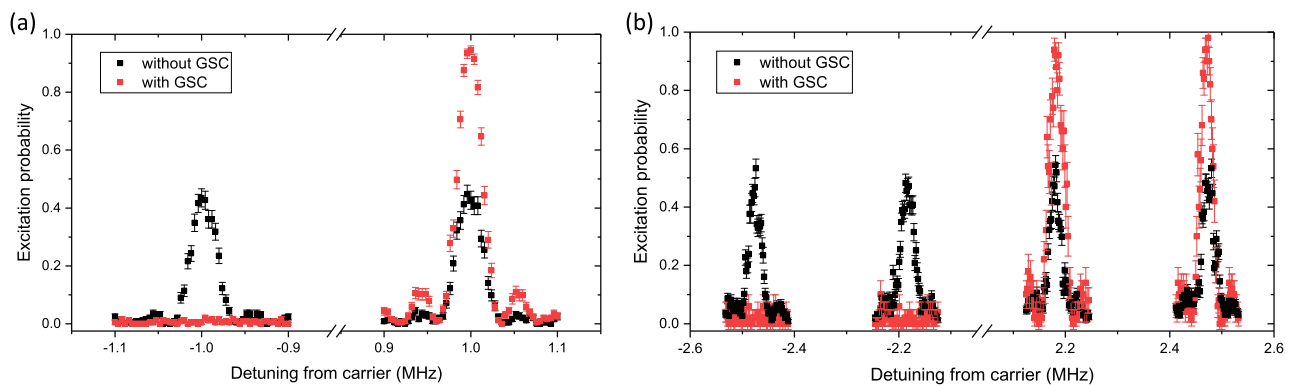 (a)
1.0
0.8
0.6
0.4
0.2
0.0
Excitation probability
without GSC
with GSC
-1.1
-1.0
-0.9
0.9
1.0
1.1
Detuning from carrier (MHz)
(b)
1.0
0.8
0.6
0.4
0.2
0.0
Excitation probability
without GSC
with GSC
-2.6
-2.4
-2.2
2.2
2.4
2.6
Detuining from carrier (MHz)